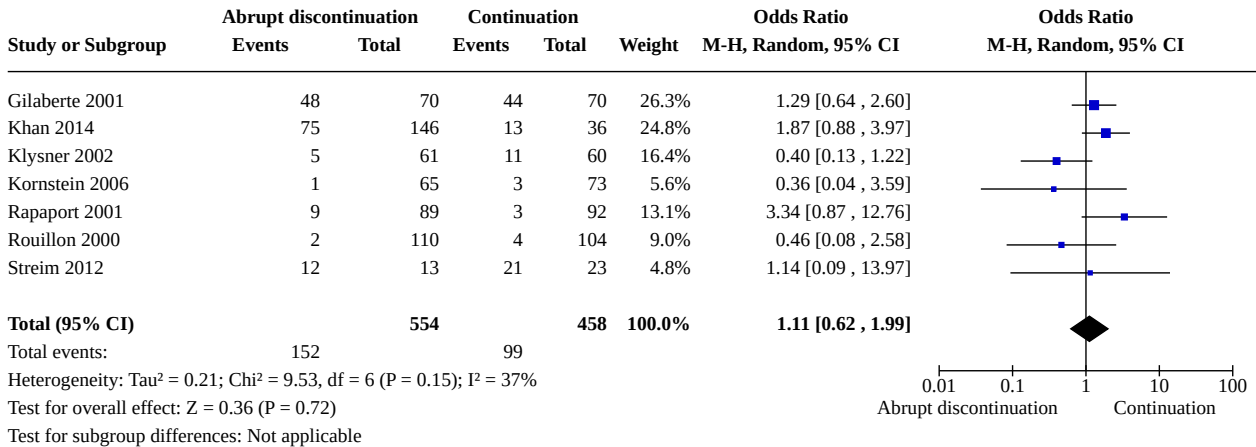 Abrupt discontinuation Continuation Odds Ratio Odds Ratio
Study or Subgroup Events Total Events Total Weight M-H, Random, 95% CI M-H, Random, 95% CI
Gilaberte 2001 48 70 44 70 26.3% 1.29 [0.64 , 2.60]
Khan 2014 75 146 13 36 24.8% 1.87 [0.88 , 3.97]
Klysner 2002 5 61 11 60 16.4% 0.40 [0.13 , 1.22]
Kornstein 2006 1 65 3 73 5.6% 0.36 [0.04 , 3.59]
Rapaport 2001 9 89 3 92 13.1% 3.34 [0.87 , 12.76]
Rouillon 2000 2 110 4 104 9.0% 0.46 [0.08 , 2.58]
Streim 2012 12 13 21 23 4.8% 1.14 [0.09 , 13.97]
Total (95% CI) 554 458 100.0% 1.11 [0.62 , 1.99]
Total events: 152 99
Heterogeneity: Tau² = 0.21; Chi² = 9.53, df = 6 (P = 0.15); I² = 37%
0.01 0.1 1 10 100
Test for overall effect: Z = 0.36 (P = 0.72)
Abrupt discontinuation Continuation
Test for subgroup differences: Not applicable